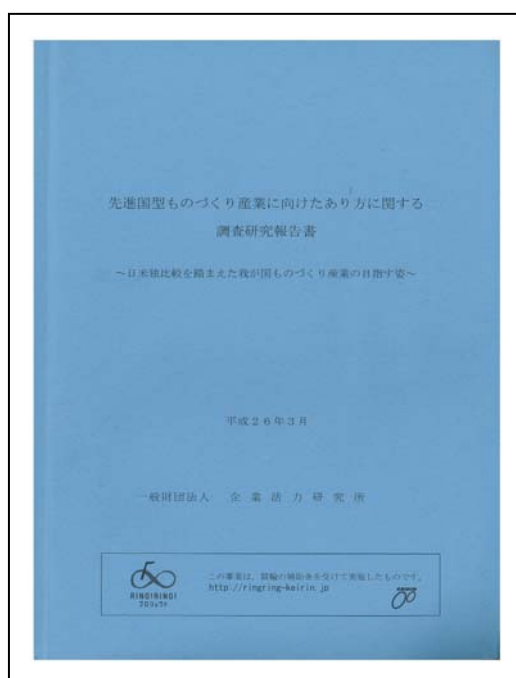 先進国型ものづくり産業に向けたあり方に関する
調査研究報告書
~日米独比較を踏まえた我が国ものづくり産業の目指す姿~
平成26年3月
一般財団法人 企業活力研究所
この事業は、競輪の補助金を受けて実施したものです。
http://ringring-keirin.jp
RING!RING!
プロジェクト